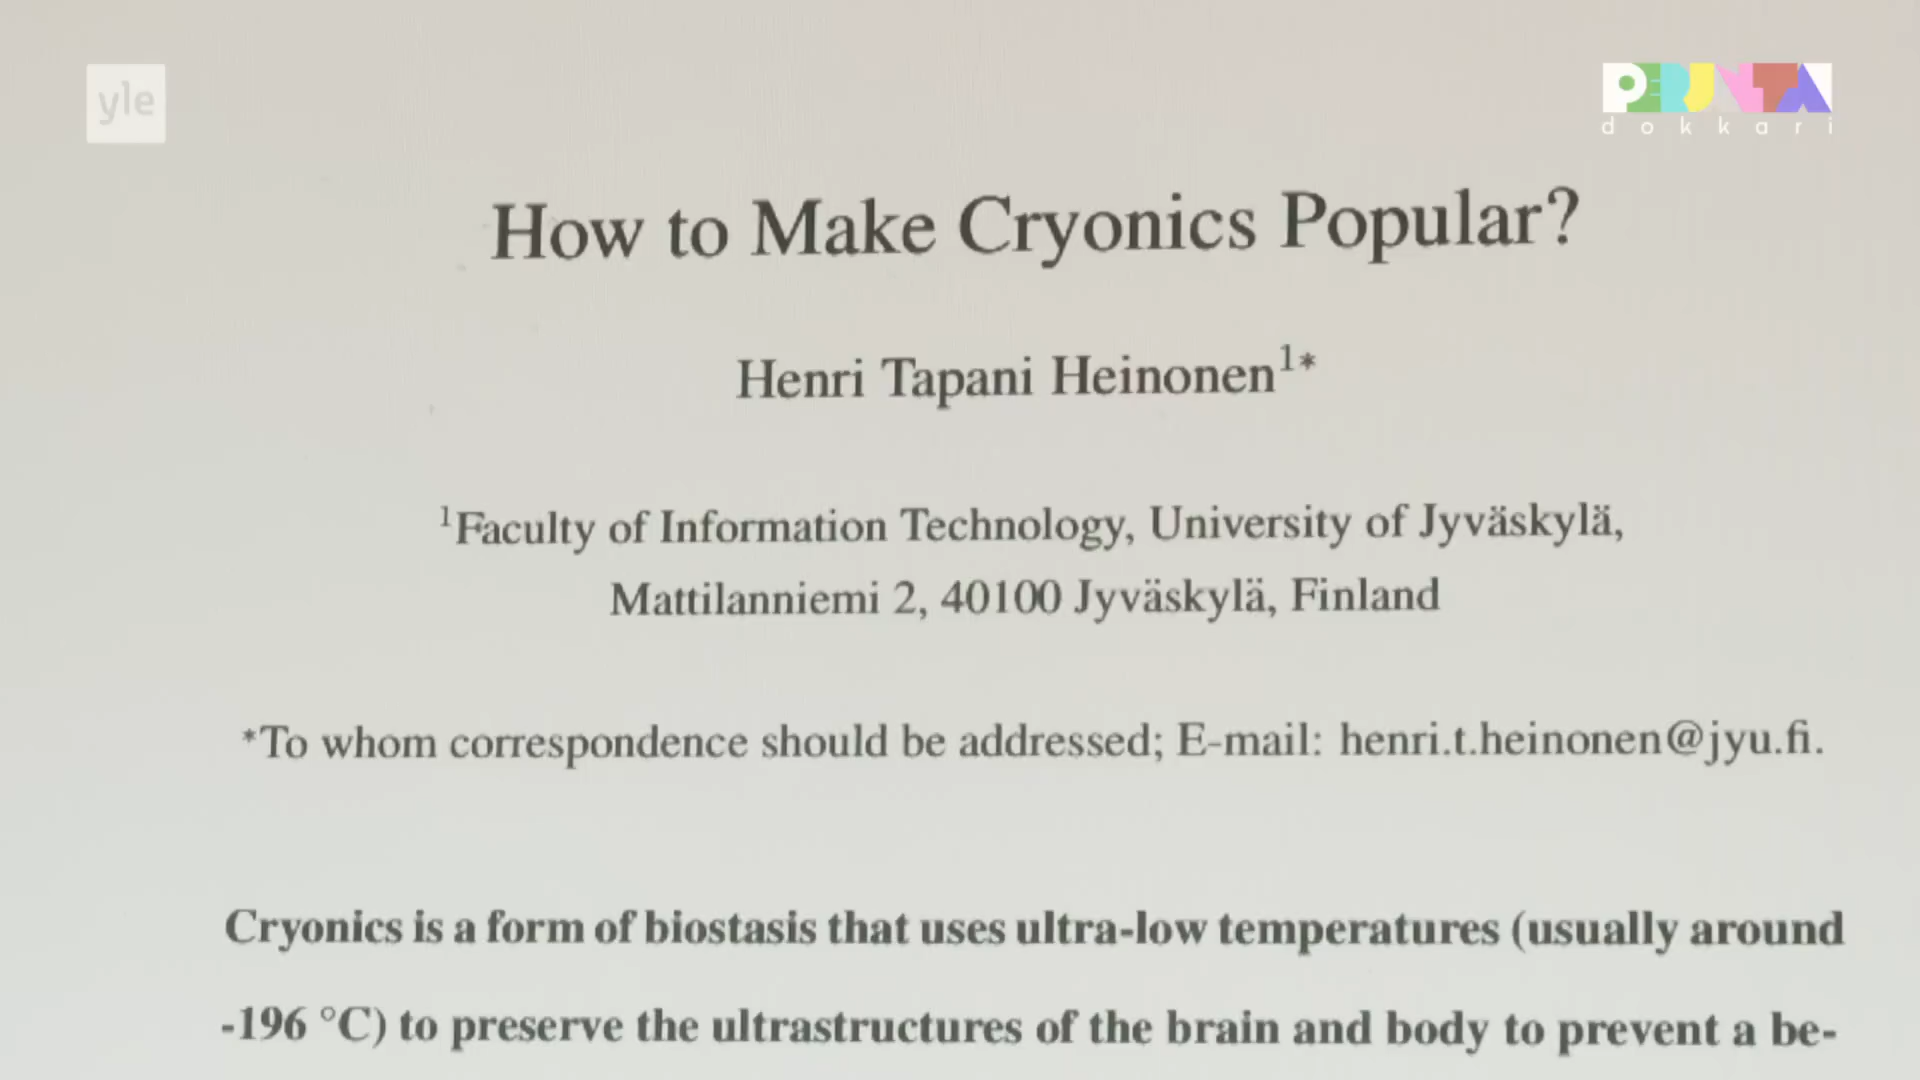 yle
PERJANTAI
dokkari
How to Make Cryonics Popular?
Henri Tapani Heinonen¹*
¹Faculty of Information Technology, University of Jyväskylä,
Mattilanniemi 2, 40100 Jyväskylä, Finland
*To whom correspondence should be addressed; E-mail: henri.t.heinonen@jyu.fi.
Cryonics is a form of biostasis that uses ultra-low temperatures (usually around
-196 °C) to preserve the ultrastructures of the brain and body to prevent a be-